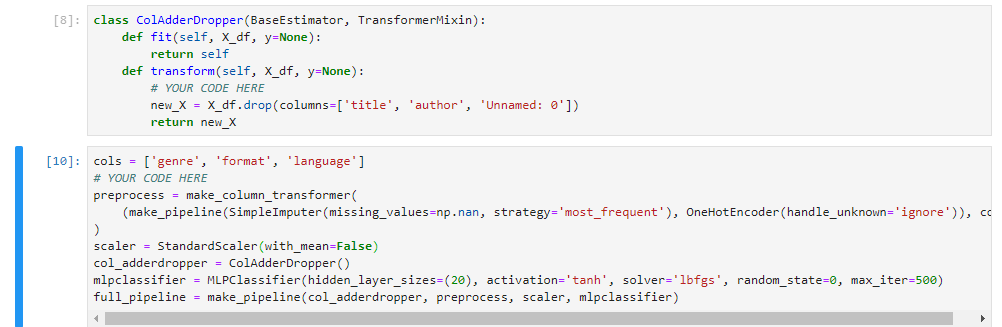 [8]: class ColAdderDropper(BaseEstimator, TransformerMixin):
def fit(self, X_df, y=None):
return self
def transform(self, X_df, y=None):
# YOUR CODE HERE
new_X = X_df.drop(columns=['title', 'author', 'Unnamed: 0'])
return new_X
[10]: cols = ['genre', 'format', 'language']
# YOUR CODE HERE
preprocess = make_column_transformer(
(make_pipeline(SimpleImputer(missing_values=np.nan, strategy='most_frequent'), OneHotEncoder(handle_unknown='ignore')),
)
scaler = StandardScaler(with_mean=False)
col_adderdropper = ColAdderDropper()
mlpclassifier = MLPClassifier(hidden_layer_sizes=(20), activation='tanh', solver='lbfgs', random_state=0, max_iter=500)
full_pipeline = make_pipeline(col_adderdropper, preprocess, scaler, mlpclassifier)